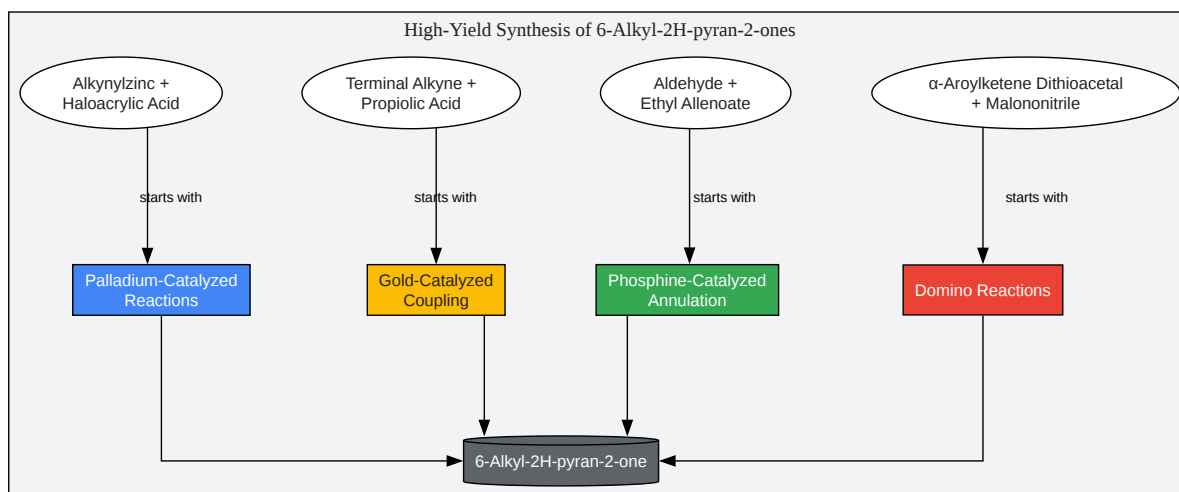 High-Yield Synthesis of 6-Alkyl-2H-pyran-2-ones
Alkynylzinc +
Haloacrylic Acid
Terminal Alkyne +
Propiolic Acid
Aldehyde +
Ethyl Allenoate
α-Aroylketene Dithioacetal
+ Malononitrile
starts with
starts with
starts with
starts with
Palladium-Catalyzed
Reactions
Gold-Catalyzed
Coupling
Phosphine-Catalyzed
Annulation
Domino Reactions
6-Alkyl-2H-pyran-2-one